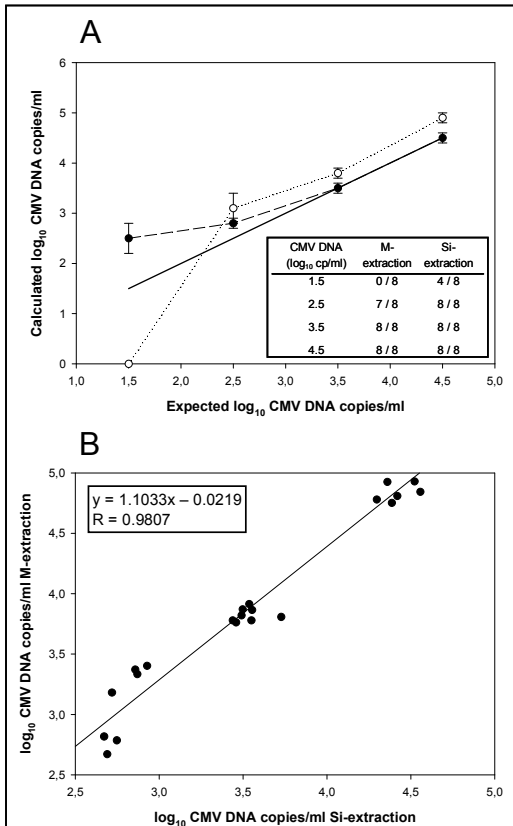 A
Calculated log10 CMV DNA copies/ml
6
5
4
3
2
1
0
CMV DNA M- Si-
(log10 cp/ml) extraction extraction
1.5 0 / 8 4 / 8
2.5 7 / 8 8 / 8
3.5 8 / 8 8 / 8
4.5 8 / 8 8 / 8
1,0 1,5 2,0 2,5 3,0 3,5 4,0 4,5 5,0
Expected log10 CMV DNA copies/ml
B
log10 CMV DNA copies/ml M-extraction
5,0
4,5
4,0
3,5
3,0
2,5
y = 1.1033x – 0.0219
R = 0.9807
2,5 3,0 3,5 4,0 4,5 5,0
log10 CMV DNA copies/ml Si-extraction